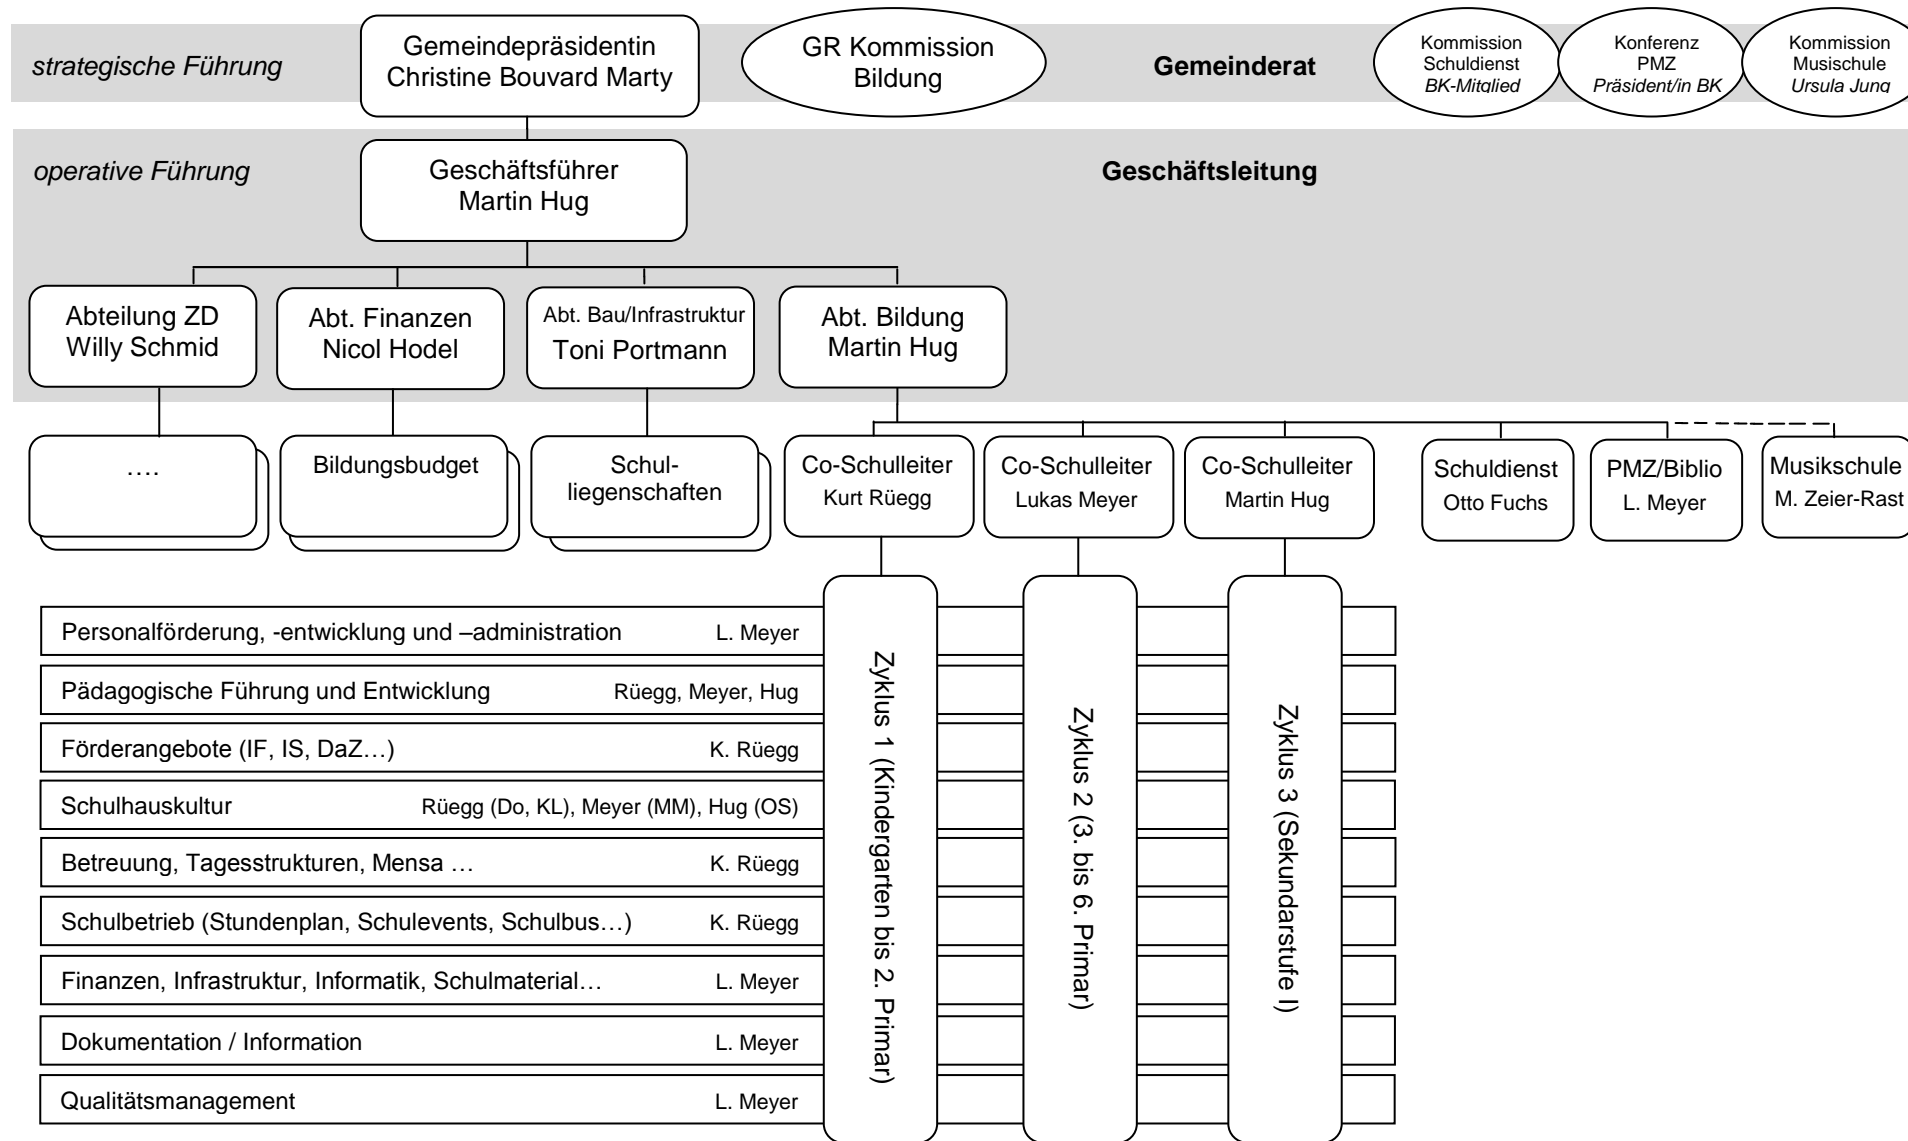 strategische Führung
Gemeindepräsidentin
Christine Bouvard Marty
GR Kommission
Bildung
Gemeinderat
Kommission
Schuldienst
BK-Mitglied
Konferenz
PMZ
Präsident/in BK
Kommission
Musischule
Ursula Jung
operative Führung
Geschäftsführer
Martin Hug
Geschäftsleitung
Abteilung ZD
Willy Schmid
Abt. Finanzen
Nicol Hodel
Abt. Bau/Infrastruktur
Toni Portmann
Abt. Bildung
Martin Hug
….
Bildungsbudget
Schul-
liegenschaften
Co-Schulleiter
Kurt Rüegg
Co-Schulleiter
Lukas Meyer
Co-Schulleiter
Martin Hug
Schuldienst
Otto Fuchs
PMZ/Biblio
L. Meyer
Musikschule
M. Zeier-Rast
Personalförderung, -entwicklung und –administration L. Meyer
Pädagogische Führung und Entwicklung Rüegg, Meyer, Hug
Förderangebote (IF, IS, DaZ…) K. Rüegg
Schulhauskultur Rüegg (Do, KL), Meyer (MM), Hug (OS)
Betreuung, Tagesstrukturen, Mensa … K. Rüegg
Schulbetrieb (Stundenplan, Schulevents, Schulbus…) K. Rüegg
Finanzen, Infrastruktur, Informatik, Schulmaterial… L. Meyer
Dokumentation / Information L. Meyer
Qualitätsmanagement L. Meyer
Zyklus 1 (Kindergarten bis 2. Primar)
Zyklus 2 (3. bis 6. Primar)
Zyklus 3 (Sekundarstufe I)